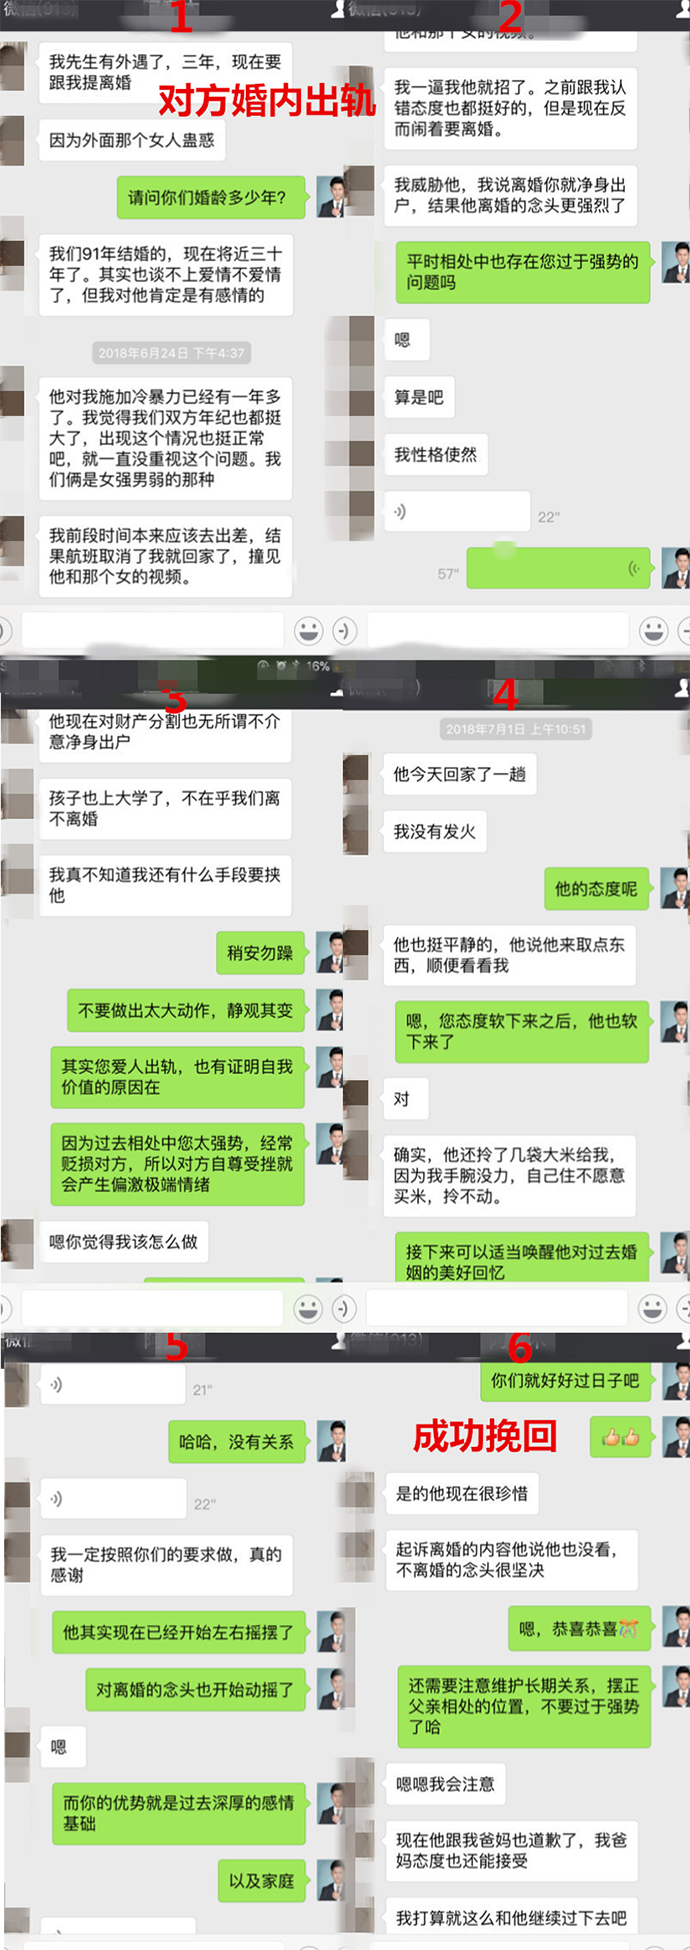 1
对方婚内出轨
我先生有外遇了，三年，现在要
跟我提离婚
因为外面那个女人蛊惑
请问你们婚龄多少年？
我们91年结婚的，现在将近三十
年了。其实也谈不上爱情不爱情
了，但我对他肯定是有感情的
2018年6月24日 下午4:37
他对我施加冷暴力已经有一年多
了。我觉得我们双方年纪也都挺
大了，出现这个情况也挺正常
吧，就一直没重视这个问题。我
们俩是女强男弱的那种
我前段时间本来应该去出差，结
果航班取消了我就回家了，撞见
他和那个女的视频。
2
他和那个女的视频。
我一逼我他就招了。之前跟我认
错态度也都挺好的，但是现在反
而闹着要离婚。
我威胁他，我说离婚你就净身出
户，结果他离婚的念头更强烈了
平时相处中也存在您过于强势的
问题吗
嗯
算是吧
我性格使然
22"
57"
16%
3
他现在对财产分割也无所谓不介
意净身出户
孩子也上大学了，不在乎我们离
不离婚
我真不知道我还有什么手段要挟
他
稍安勿躁
不要做出太大动作，静观其变
其实您爱人出轨，也有证明自我
价值的原因在
因为过去相处中您太强势，经常
贬损对方，所以对方自尊受挫就
会产生偏激极端情绪
嗯你觉得我该怎么做
4
2018年7月1日 上午10:51
他今天回家了一趟
我没有发火
他的态度呢
他也挺平静的，他说他来取点东
西，顺便看看我
嗯，您态度软下来之后，他也软
下来了
对
确实，他还拎了几袋大米给我，
因为我手腕没力，自己住不愿意
买米，拎不动。
接下来可以适当唤醒他对过去婚
姻的美好回忆
5
21"
哈哈，没有关系
22"
我一定按照你们的要求做，真的
感谢
他其实现在已经开始左右摇摆了
对离婚的念头也开始动摇了
嗯
而你的优势就是过去深厚的感情
基础
以及家庭
6
你们就好好过日子吧
成功挽回
👍👍
是的他现在很珍惜
起诉离婚的内容他说他也没看，
不离婚的念头很坚决
嗯，恭喜恭喜🎊
还需要注意维护长期关系，摆正
父亲相处的位置，不要过于强势
了哈
嗯嗯我会注意
现在他跟我爸妈也道歉了，我爸
妈态度也还能接受
我打算就这么和他继续过下去吧